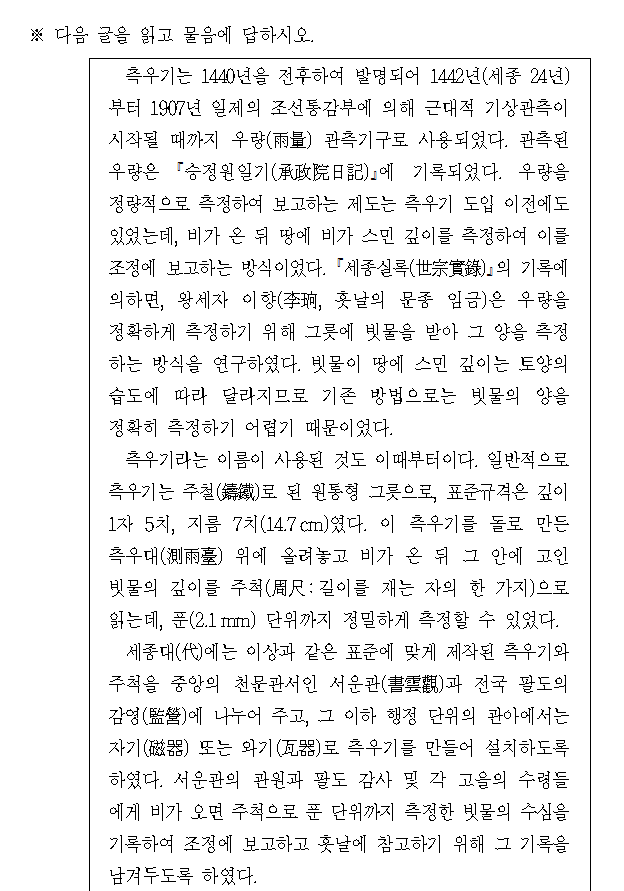 ※ 다음 글을 읽고 물음에 답하시오.
측우기는 1440년을 전후하여 발명되어 1442년(세종 24년)
부터 1907년 일제의 조선통감부에 의해 근대적 기상관측이
시작될 때까지 우량(雨量) 관측기구로 사용되었다. 관측된
우량은 『승정원일기(承政院日記)』에 기록되었다. 우량을
정량적으로 측정하여 보고하는 제도는 측우기 도입 이전에도
있었는데, 비가 온 뒤 땅에 비가 스민 깊이를 측정하여 이를
조정에 보고하는 방식이었다. 『세종실록(世宗實錄)』의 기록에
의하면, 왕세자 이향(李珦, 훗날의 문종 임금)은 우량을
정확하게 측정하기 위해 그릇에 빗물을 받아 그 양을 측정
하는 방식을 연구하였다. 빗물이 땅에 스민 깊이는 토양의
습도에 따라 달라지므로 기존 방법으로는 빗물의 양을
정확히 측정하기 어렵기 때문이었다.
측우기라는 이름이 사용된 것도 이때부터이다. 일반적으로
측우기는 주철(鑄鐵)로 된 원통형 그릇으로, 표준규격은 깊이
1자 5치, 지름 7치(14.7㎝)였다. 이 측우기를 돌로 만든
측우대(測雨臺) 위에 올려놓고 비가 온 뒤 그 안에 고인
빗물의 깊이를 주척(周尺: 길이를 재는 자의 한 가지)으로
읽는데, 푼(2.1㎜) 단위까지 정밀하게 측정할 수 있었다.
세종대(代)에는 이상과 같은 표준에 맞게 제작된 측우기와
주척을 중앙의 천문관서인 서운관(書雲觀)과 전국 팔도의
감영(監營)에 나누어 주고, 그 이하 행정 단위의 관아에서는
자기(磁器) 또는 와기(瓦器)로 측우기를 만들어 설치하도록
하였다. 서운관의 관원과 팔도 감사 및 각 고을의 수령들
에게 비가 오면 주척으로 푼 단위까지 측정한 빗물의 수심을
기록하여 조정에 보고하고 훗날에 참고하기 위해 그 기록을
남겨두도록 하였다.